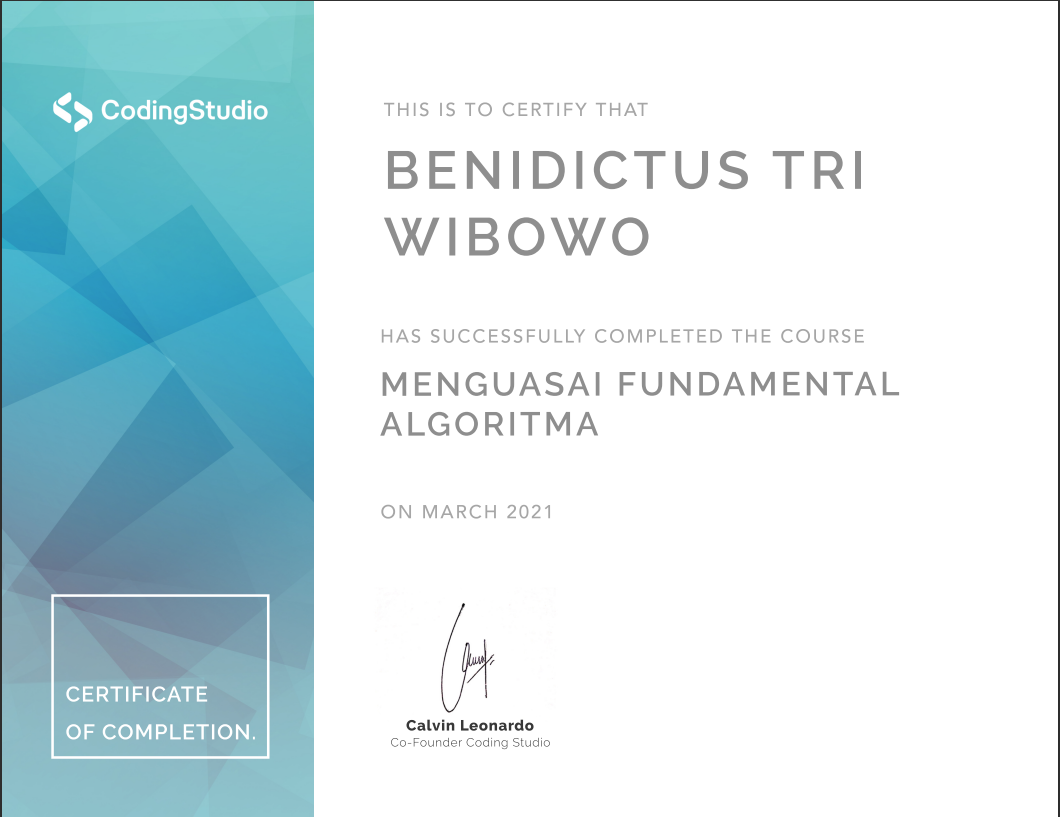 CodingStudio
THIS IS TO CERTIFY THAT
BENIDICTUS TRI
WIBOWO
HAS SUCCESSFULLY COMPLETED THE COURSE
MENGUASAI FUNDAMENTAL
ALGORITMA
ON MARCH 2021
Calvin Leonardo
Co-Founder Coding Studio
CERTIFICATE
OF COMPLETION.